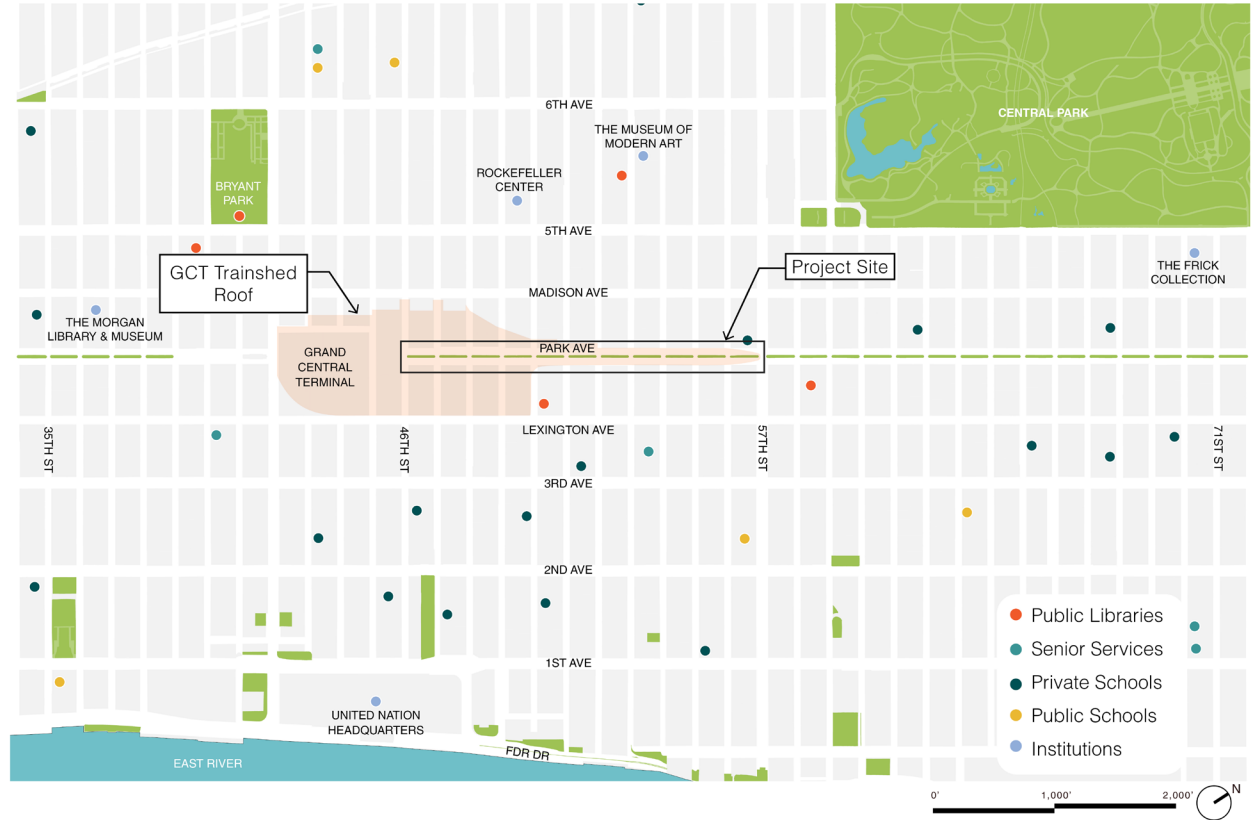 6TH AVE
CENTRAL PARK
THE MUSEUM OF
MODERN ART
ROCKEFELLER
CENTER
BRYANT
PARK
5TH AVE
GCT Trainshed
Roof
Project Site
THE FRICK
COLLECTION
MADISON AVE
THE MORGAN
LIBRARY & MUSEUM
GRAND
CENTRAL
TERMINAL
PARK AVE
LEXINGTON AVE
35TH ST
46TH ST
57TH ST
71ST ST
3RD AVE
2ND AVE
1ST AVE
UNITED NATION
HEADQUARTERS
FDR DR
EAST RIVER
Public Libraries
Senior Services
Private Schools
Public Schools
Institutions
0'
1,000'
2,000'
N